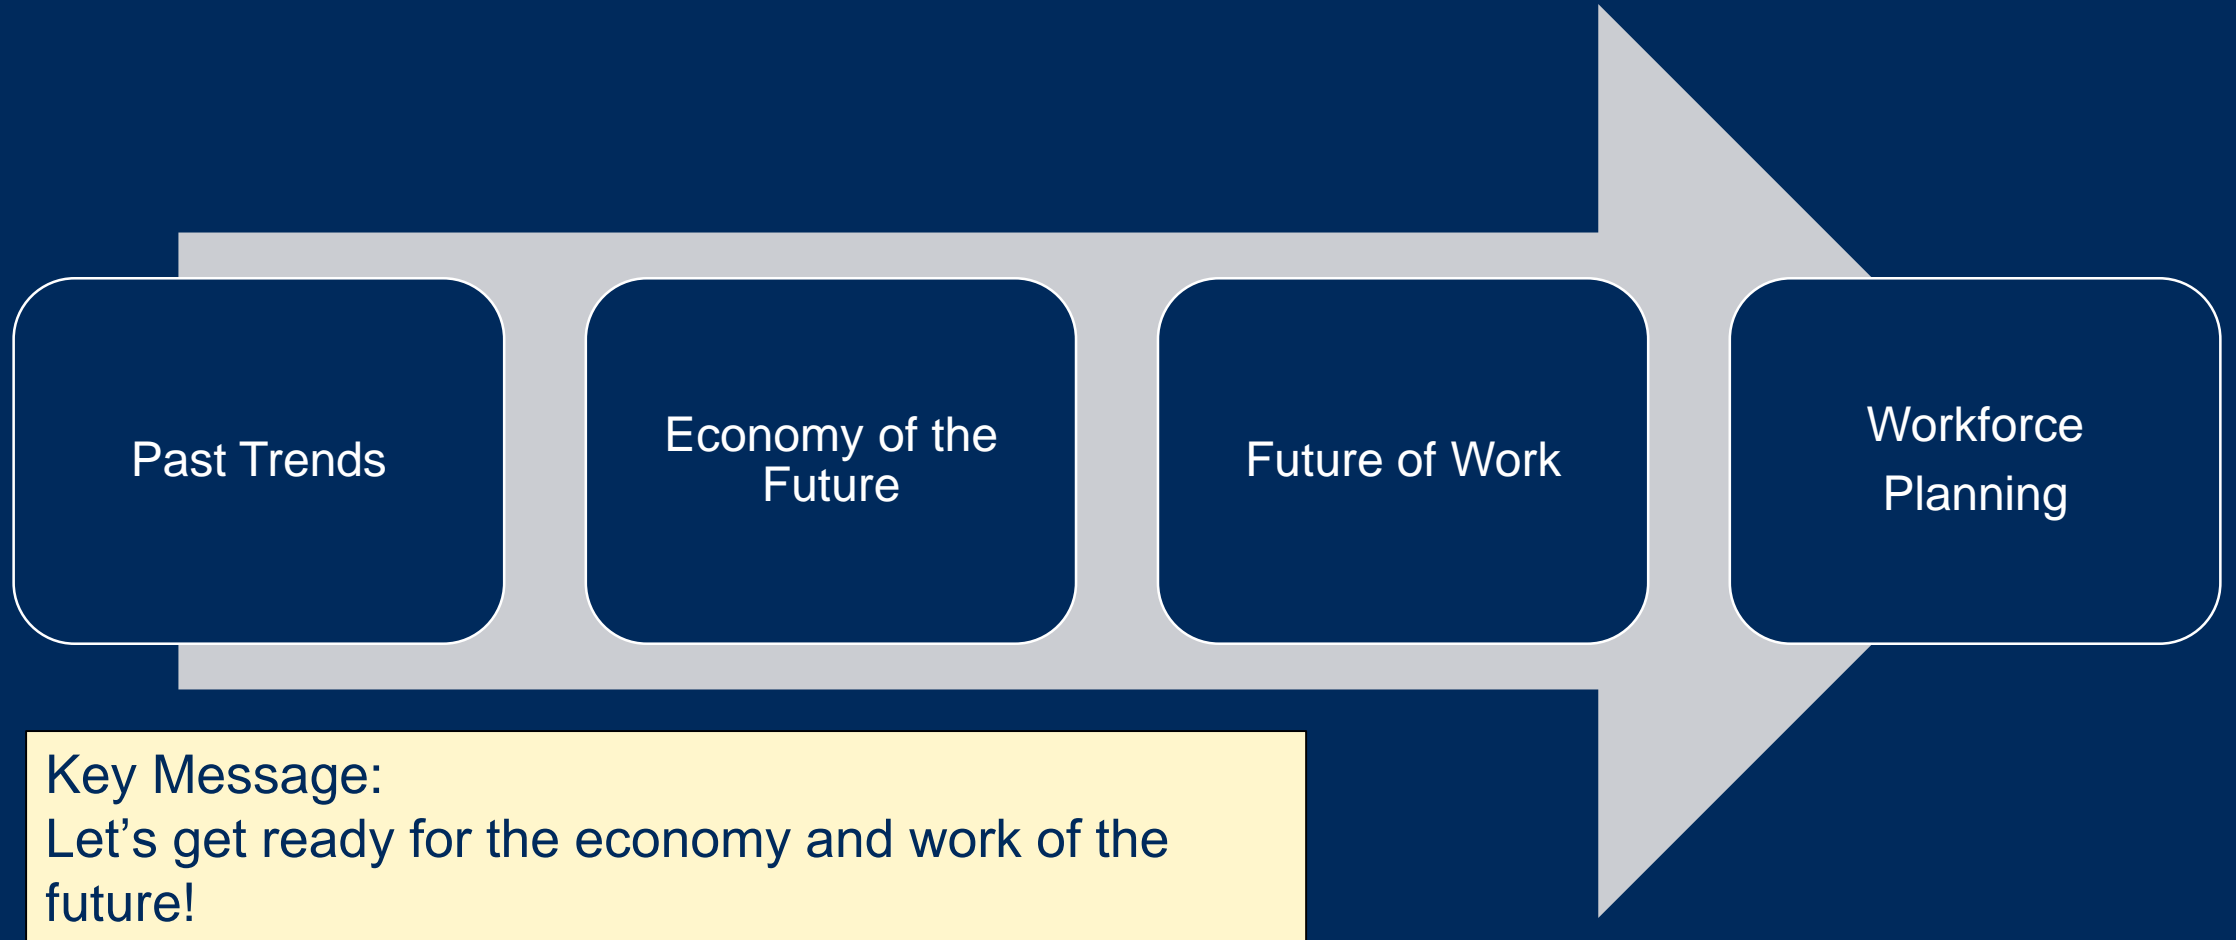 Past Trends
Economy of the
Future
Future of Work
Workforce
Planning
Key Message:
Let’s get ready for the economy and work of the
future!